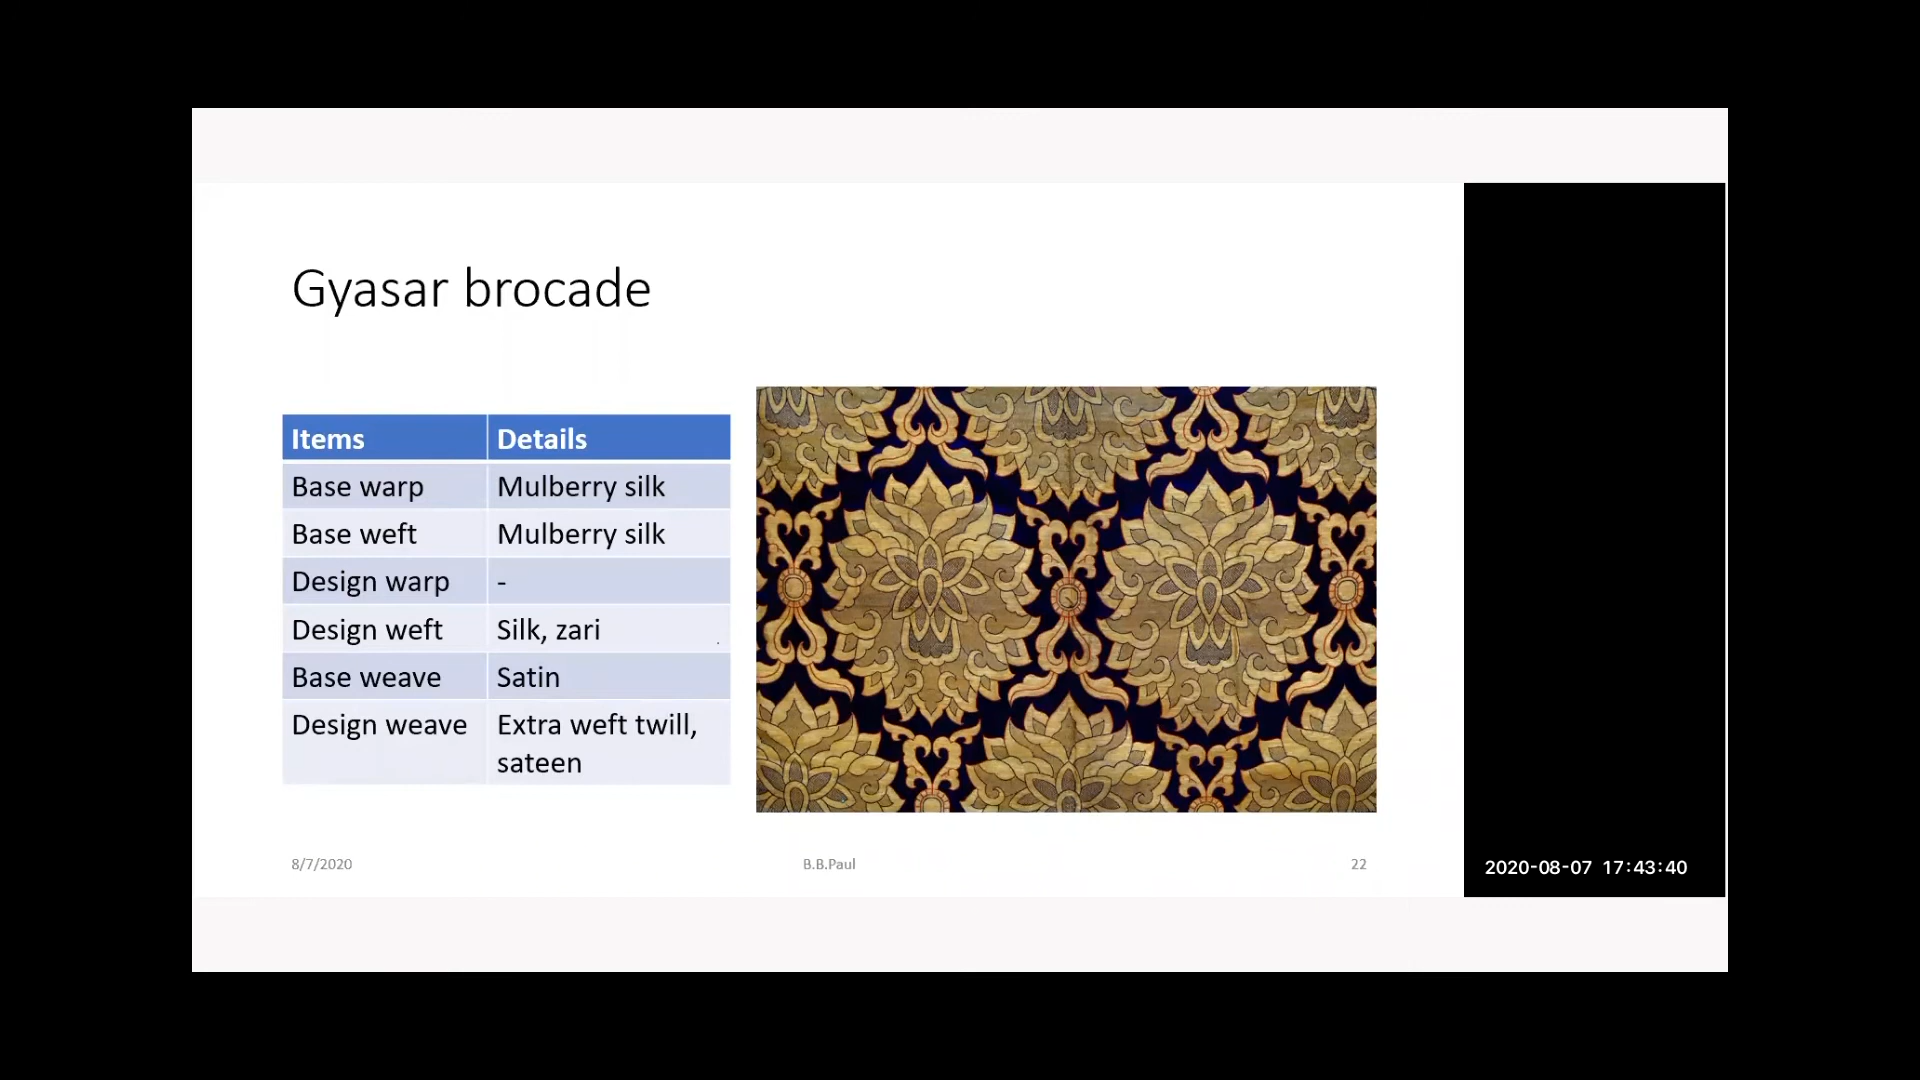 Gyasar brocade
Items Details
Base warp Mulberry silk
Base weft Mulberry silk
Design warp -
Design weft Silk, zari
Base weave Satin
Design weave Extra weft twill,
sateen
8/7/2020 B.B.Paul 22
2020-08-07 17:43:40